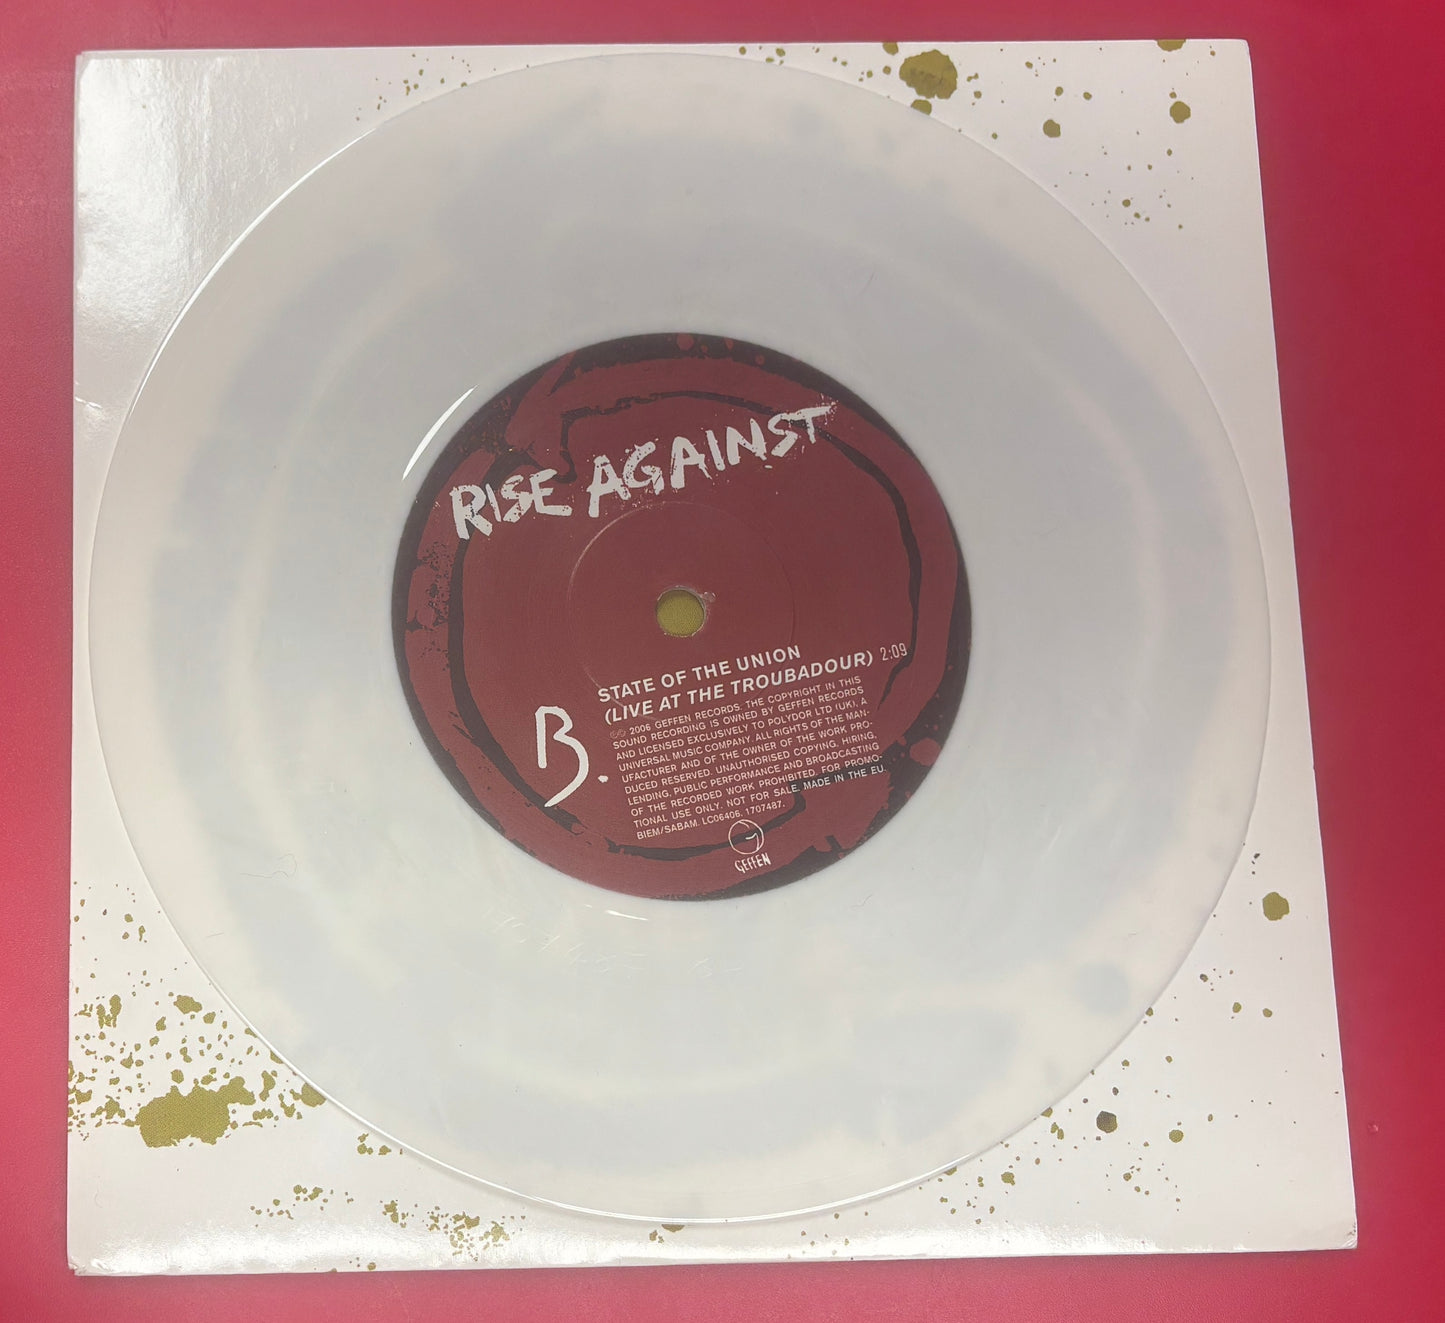 RISE AGAINST
STATE OF THE UNION
(LIVE AT THE TROUBADOUR) 2:09
B.
℗© 2006 GEFFEN RECORDS. THE COPYRIGHT IN THIS
SOUND RECORDING IS OWNED BY GEFFEN RECORDS
AND LICENSED EXCLUSIVELY TO POLYDOR LTD (UK), A
UNIVERSAL MUSIC COMPANY. ALL RIGHTS OF THE MAN-
UFACTURER AND OF THE OWNER OF THE WORK PRO-
DUCED RESERVED. UNAUTHORISED COPYING, HIRING,
LENDING, PUBLIC PERFORMANCE AND BROADCASTING
OF THE RECORDED WORK PROHIBITED. FOR PROMO-
TIONAL USE ONLY. NOT FOR SALE. MADE IN THE EU.
BIEM/SABAM. LC06406. 1707487.
GEFFEN